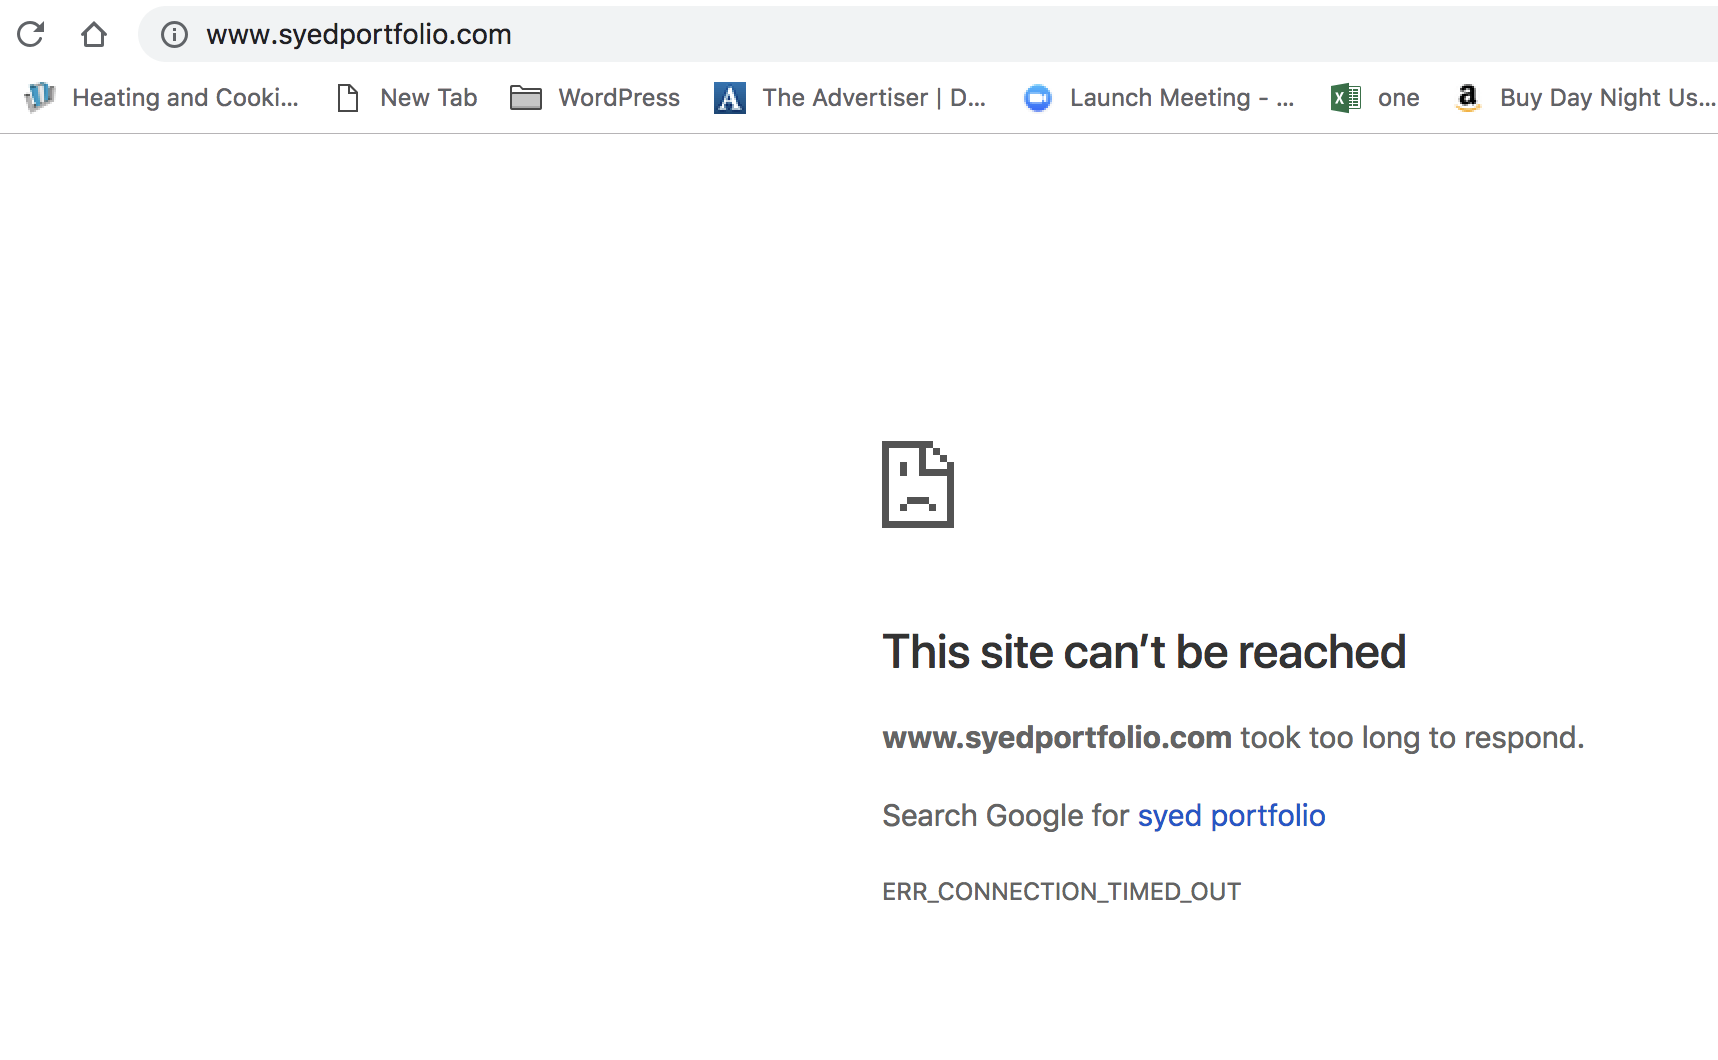 www.syedportfolio.com
Heating and Cooki... New Tab WordPress The Advertiser | D... Launch Meeting - ... one Buy Day Night Us...
This site can’t be reached
www.syedportfolio.com took too long to respond.
Search Google for syed portfolio
ERR_CONNECTION_TIMED_OUT